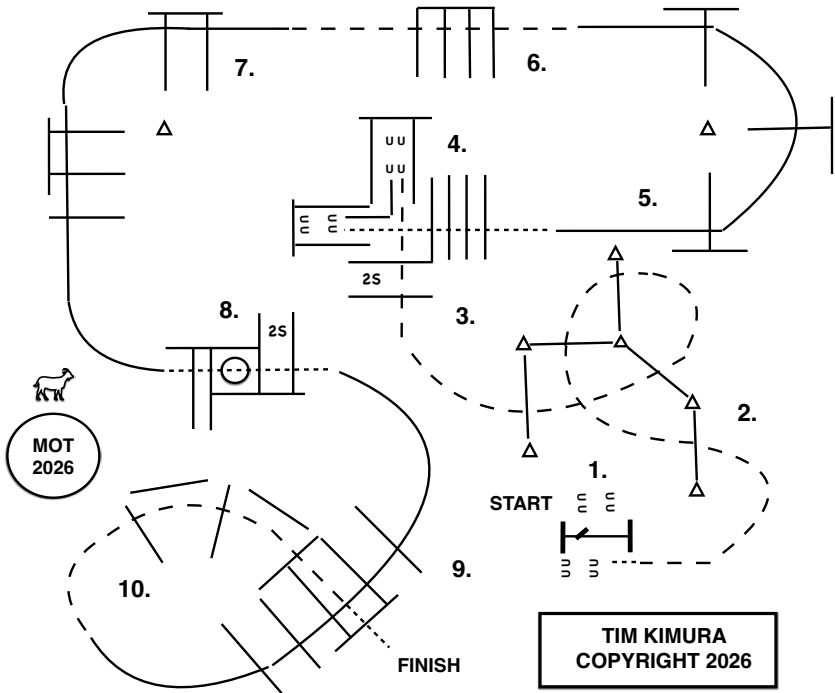 7.
6.
4.
5.
2S
3.
8.
2S
MOT
2026
2.
1.
START
9.
10.
FINISH
TIM KIMURA
COPYRIGHT 2026